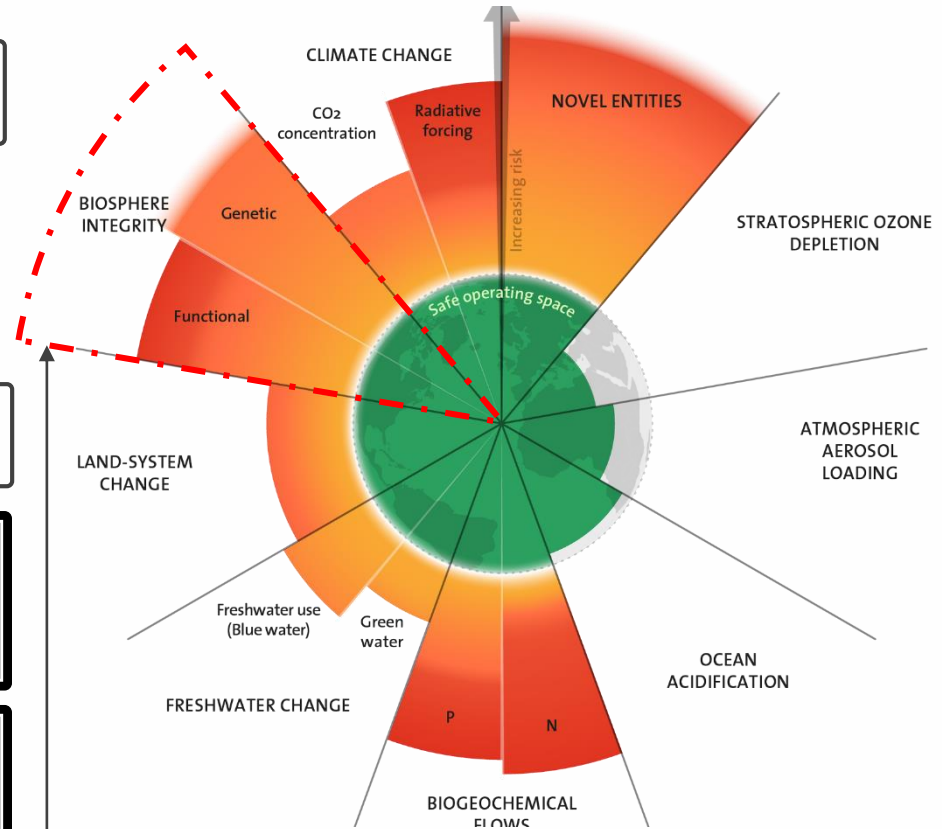 CLIMATE CHANGE
CO2
concentration
Radiative
forcing
NOVEL ENTITIES
Increasing risk
BIOSPHERE
INTEGRITY
Genetic
Functional
STRATOSPHERIC OZONE
DEPLETION
Safe operating space
ATMOSPHERIC
AEROSOL
LOADING
LAND-SYSTEM
CHANGE
Freshwater use
(Blue water)
Green
water
OCEAN
ACIDIFICATION
FRESHWATER CHANGE
P
N
BIOGEOCHEMICAL
FLOWS